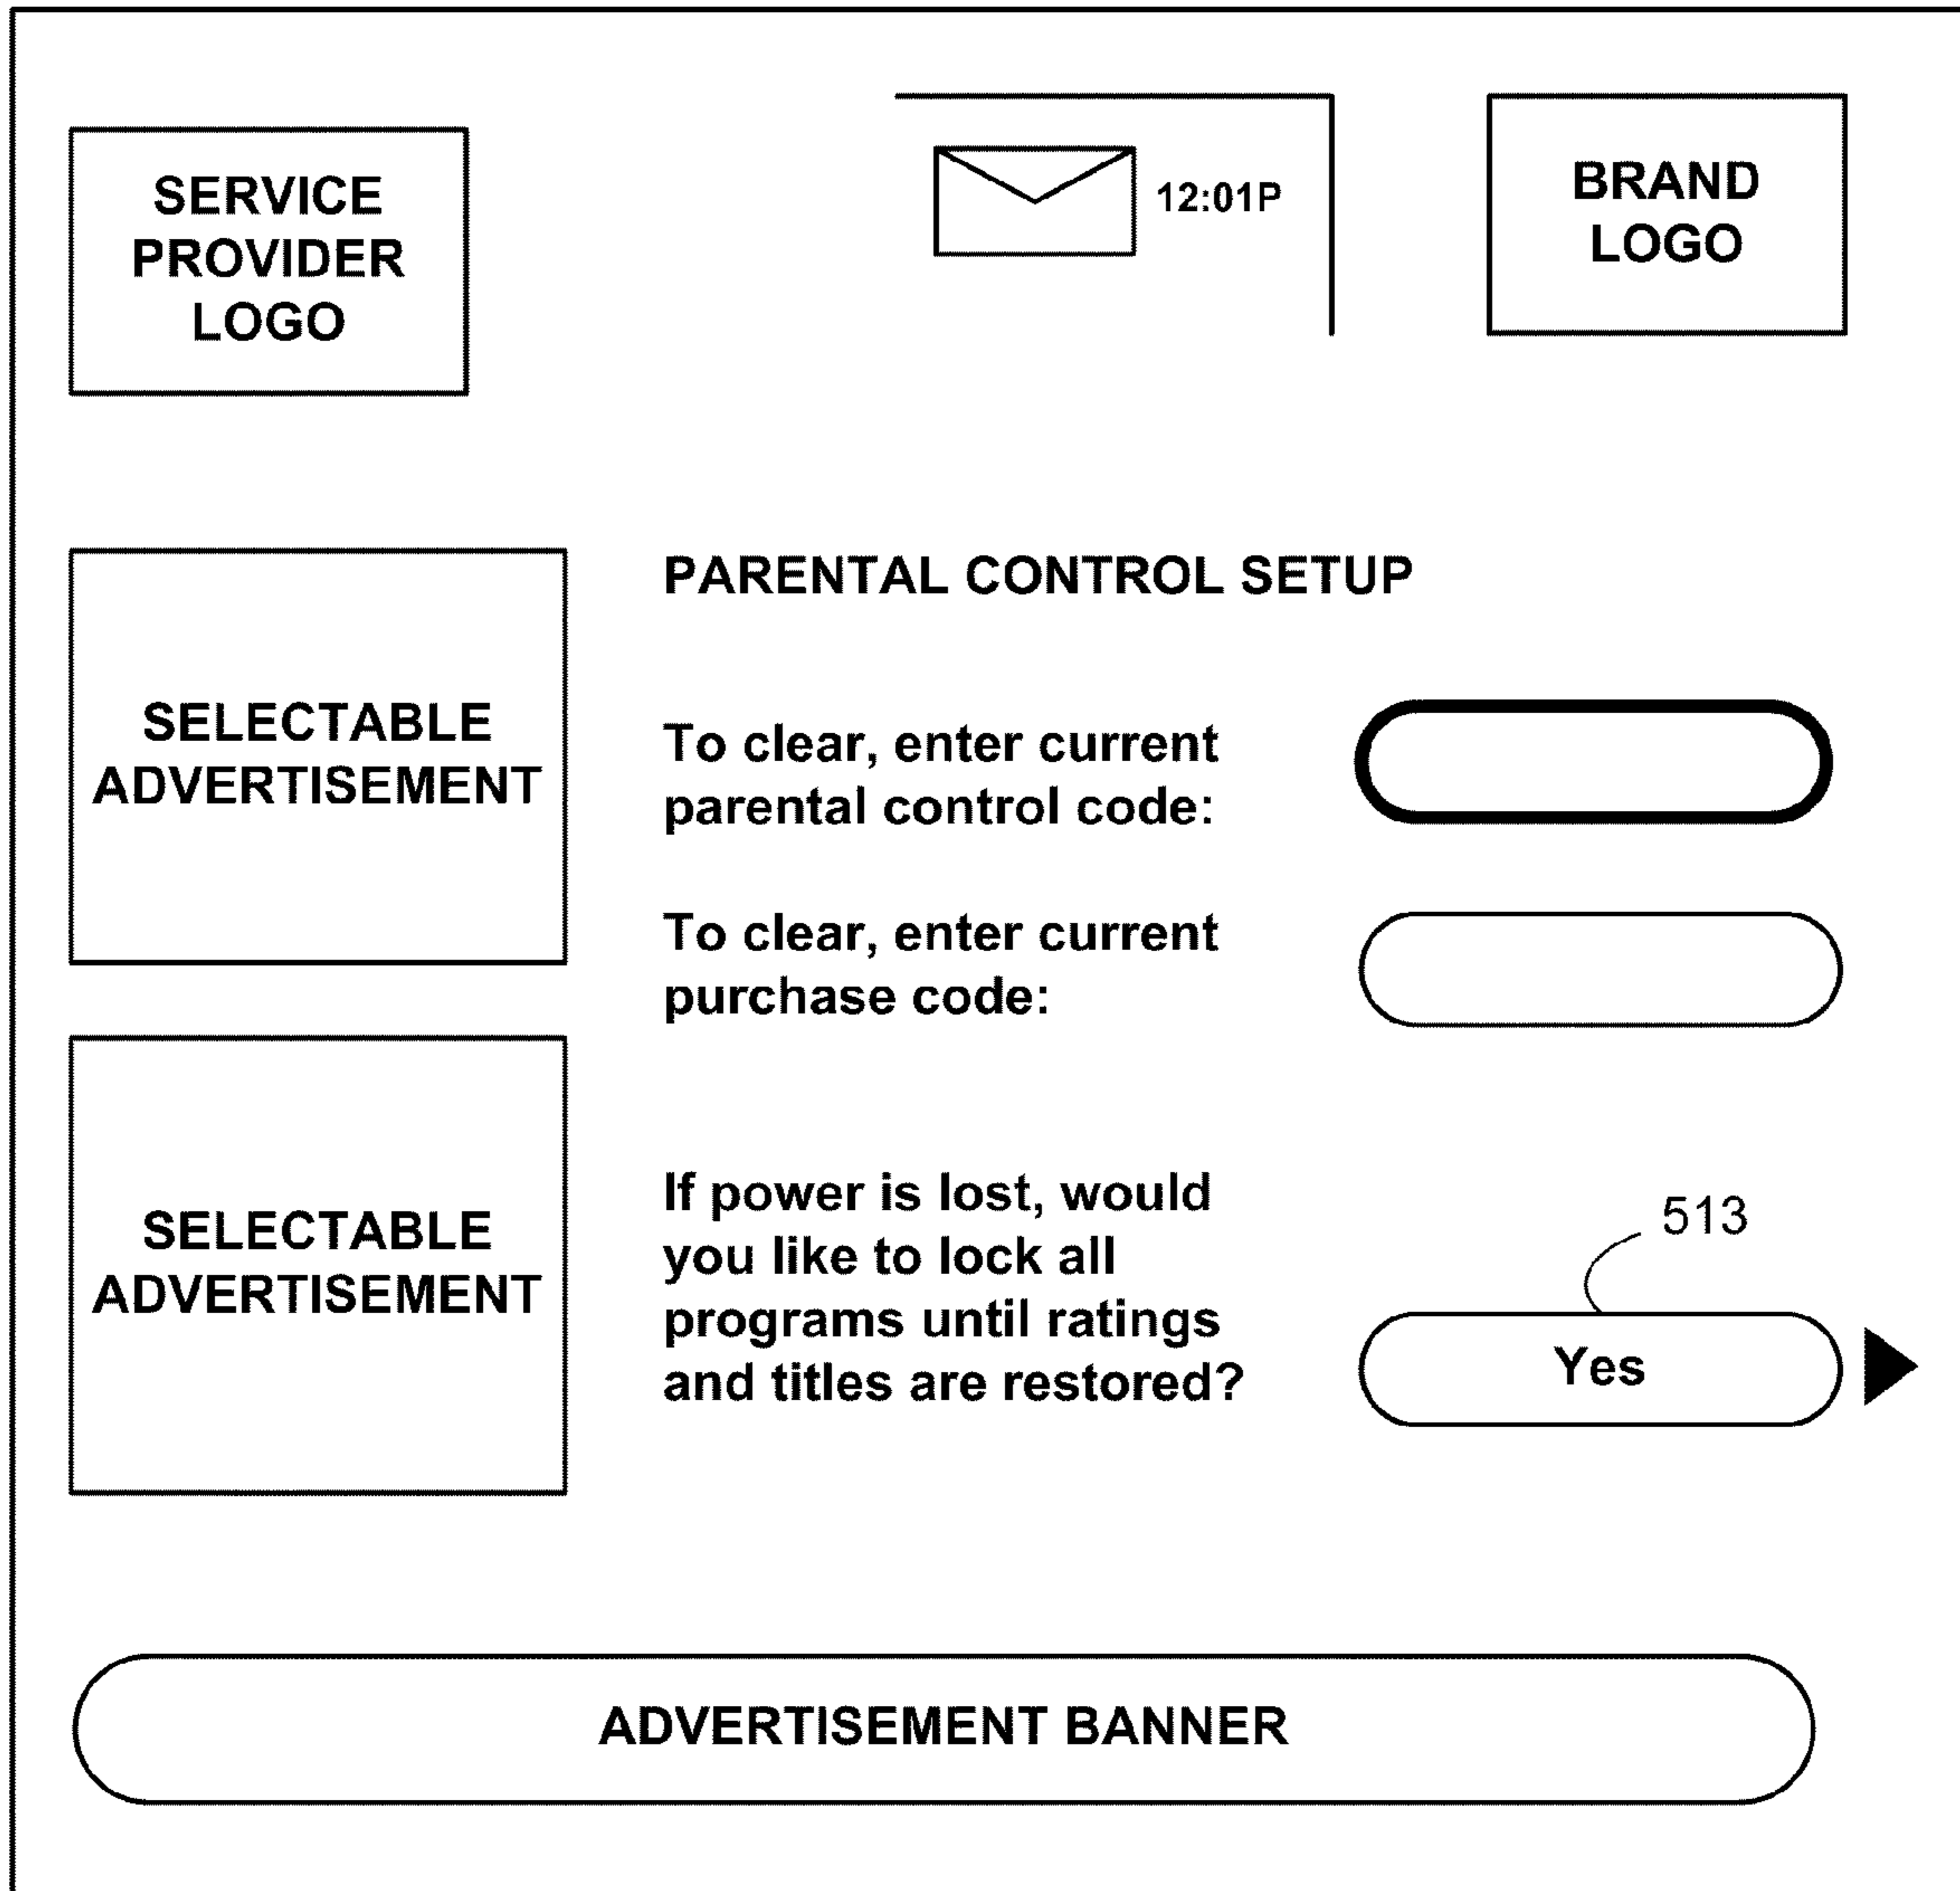 SERVICE
PROVIDER
LOGO
12:01P
BRAND
LOGO
SELECTABLE
ADVERTISEMENT
PARENTAL CONTROL SETUP
To clear, enter current
parental control code:
To clear, enter current
purchase code:
SELECTABLE
ADVERTISEMENT
If power is lost, would
you like to lock all
programs until ratings
and titles are restored?
513
Yes
ADVERTISEMENT BANNER